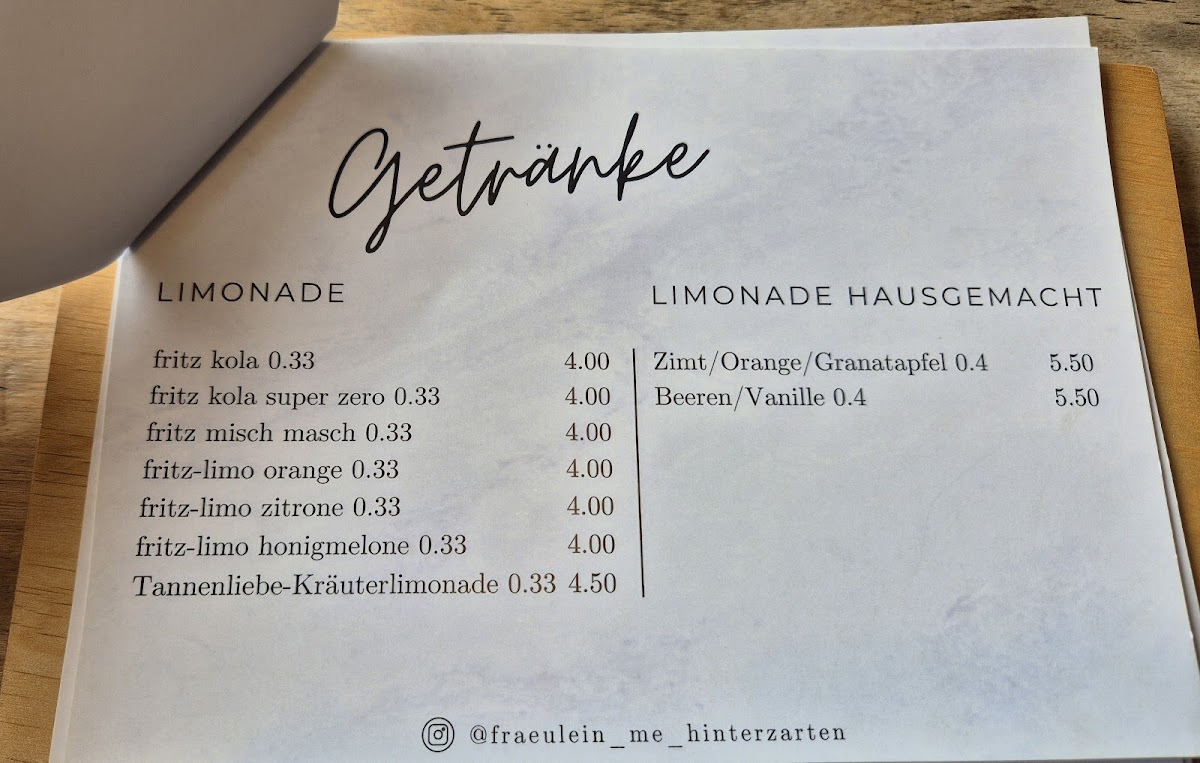 Getränke
LIMONADE
fritz kola 0.33 4.00
fritz kola super zero 0.33 4.00
fritz misch masch 0.33 4.00
fritz-limo orange 0.33 4.00
fritz-limo zitrone 0.33 4.00
fritz-limo honigmelone 0.33 4.00
Tannenliebe-Kräuterlimonade 0.33 4.50
LIMONADE HAUSGEMACHT
Zimt/Orange/Granatapfel 0.4 5.50
Beeren/Vanille 0.4 5.50
@fraeulein_me_hinterzarten